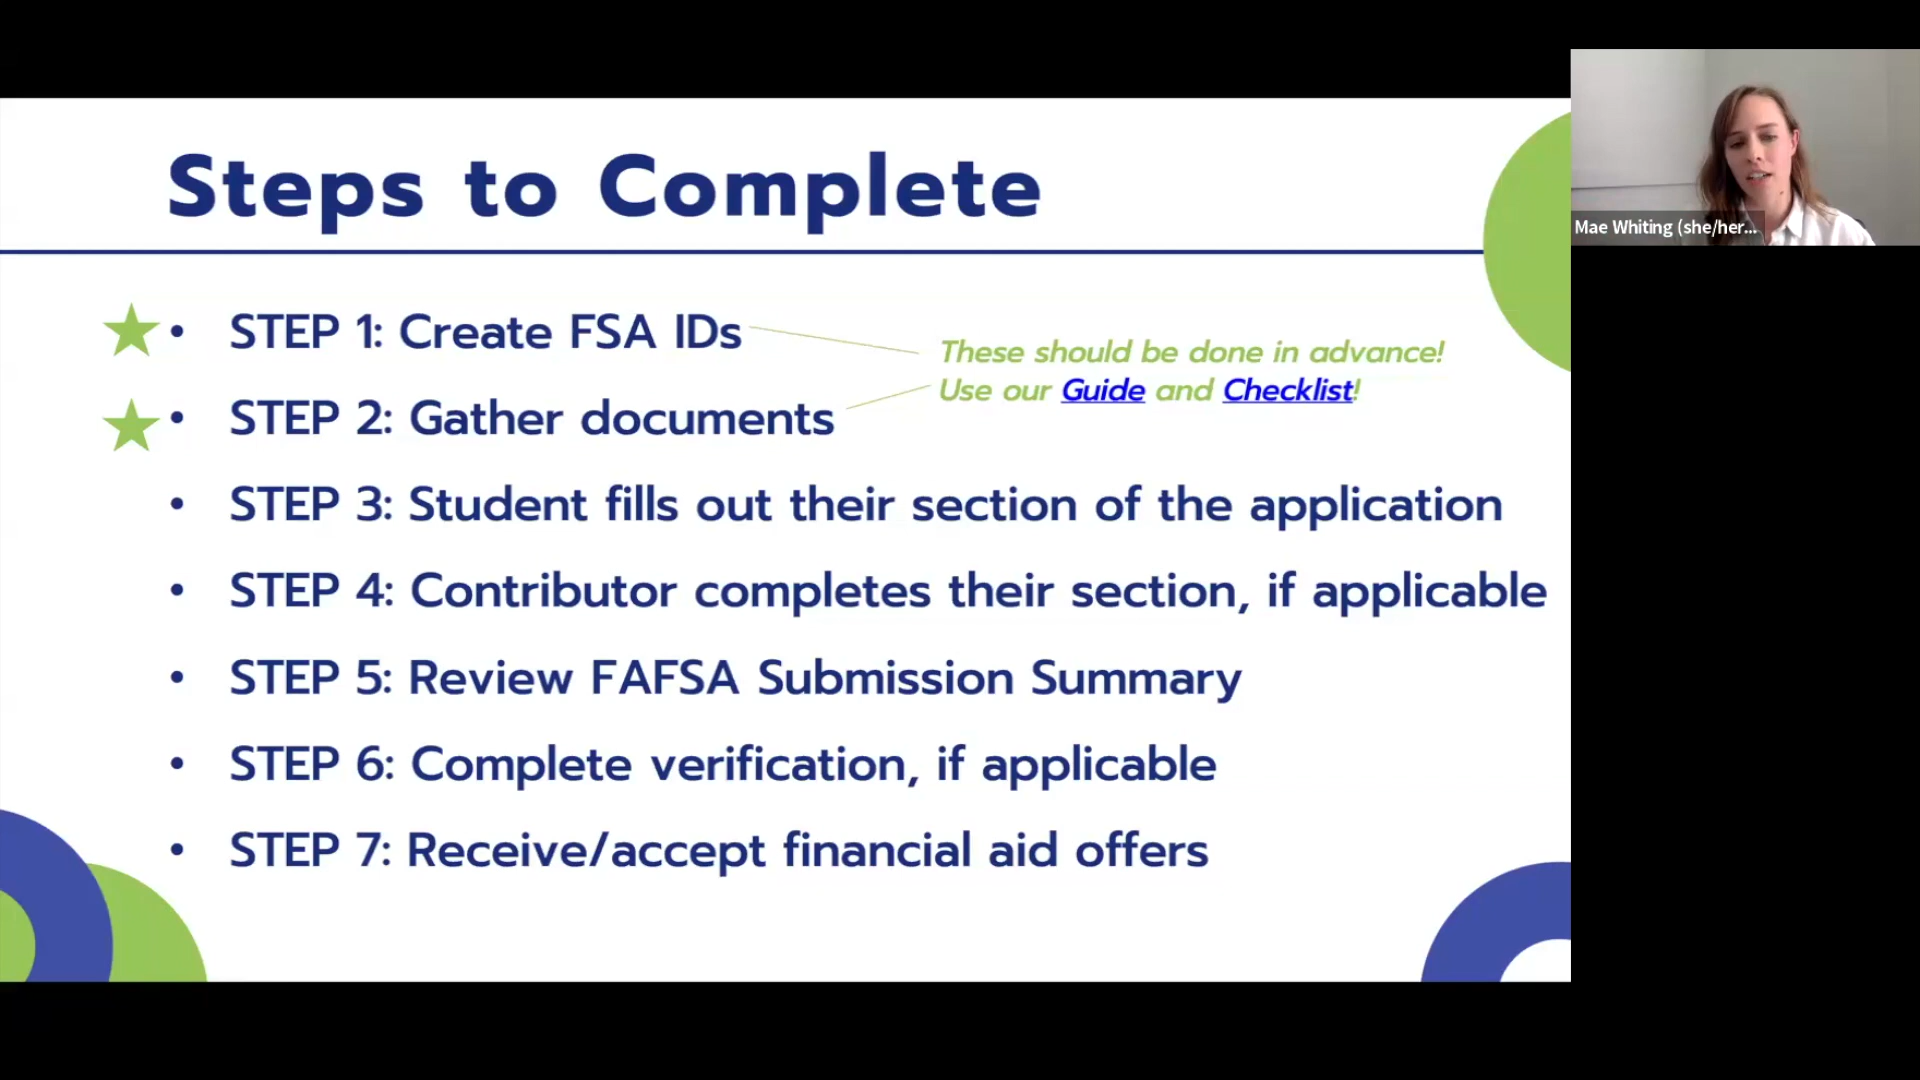 Steps to Complete
• STEP 1: Create FSA IDs
These should be done in advance!
Use our Guide and Checklist!
• STEP 2: Gather documents
• STEP 3: Student fills out their section of the application
• STEP 4: Contributor completes their section, if applicable
• STEP 5: Review FAFSA Submission Summary
• STEP 6: Complete verification, if applicable
• STEP 7: Receive/accept financial aid offers
Mae Whiting (she/her...